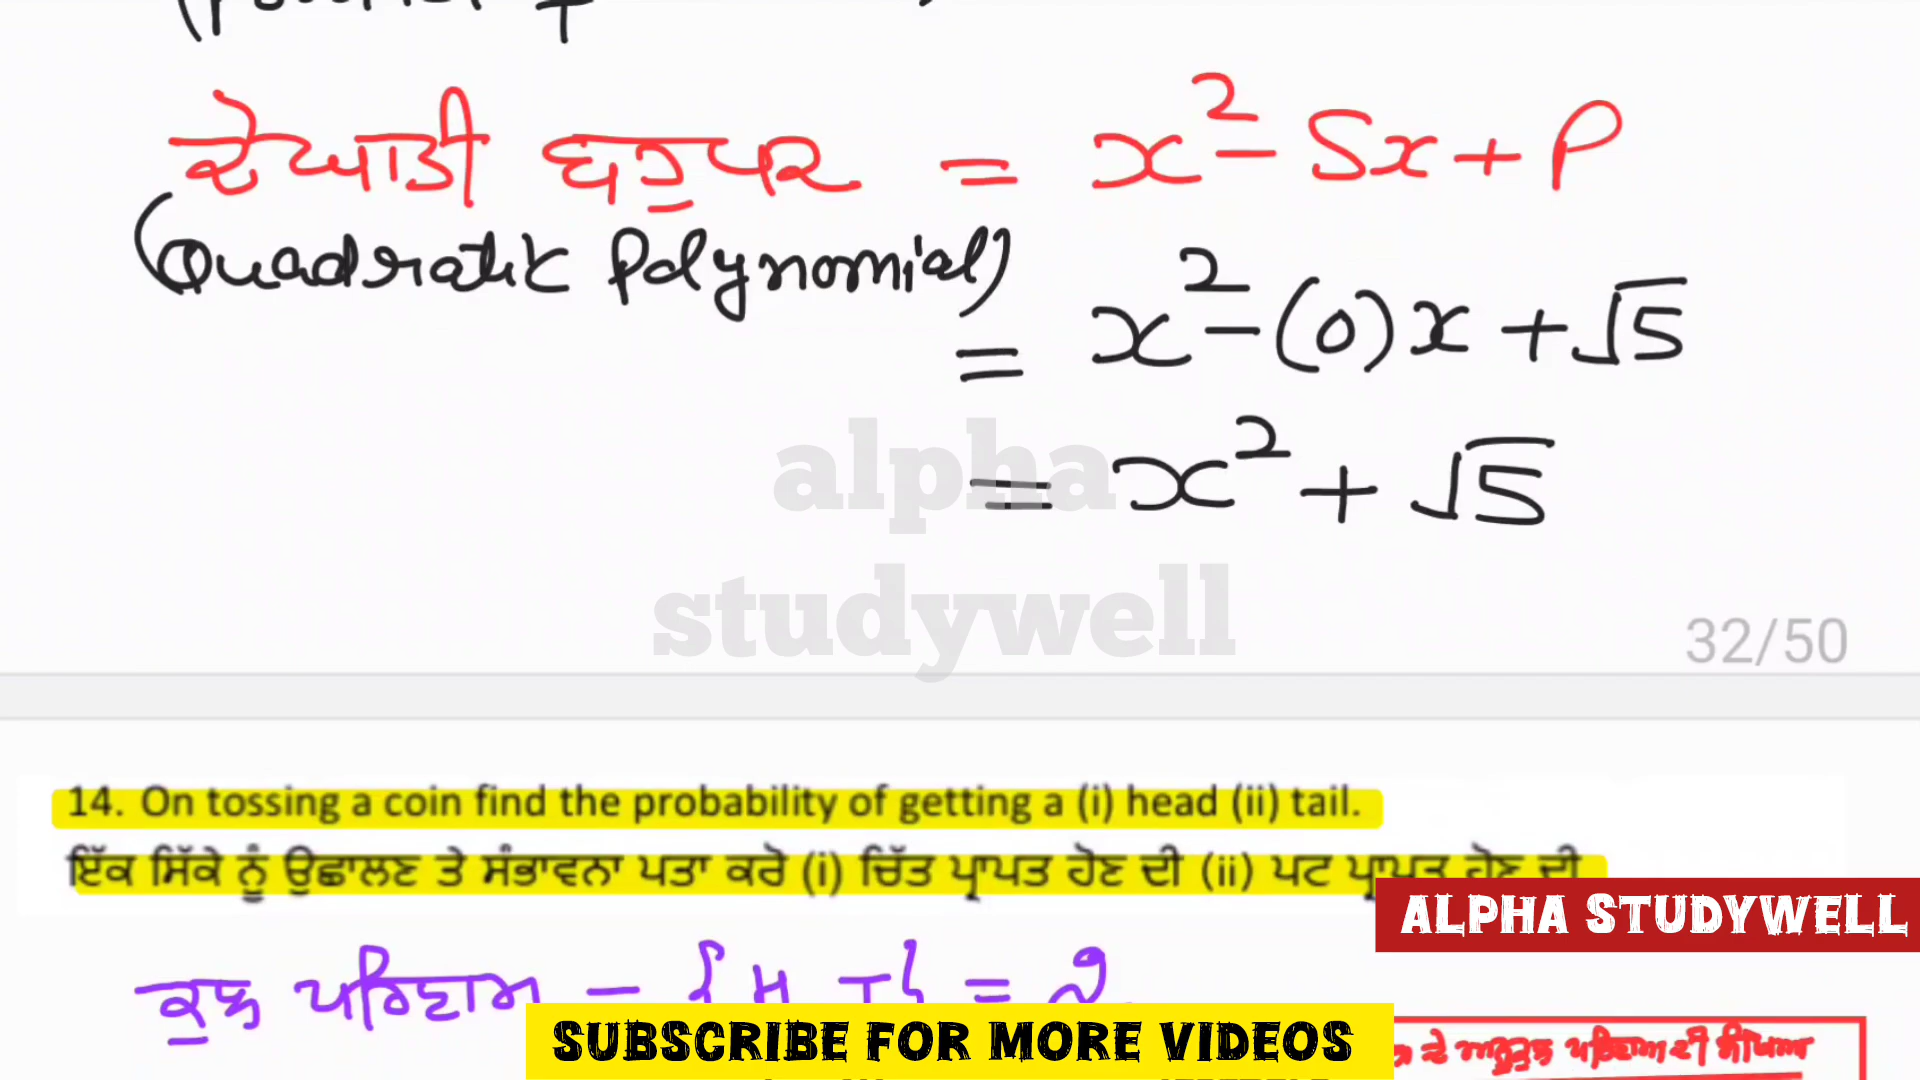 ਦੋਘਾਤੀ ਬਹੁਪਦ = x² - Sx + P
(Quadratic Polynomial)
= x² - (0)x + √5
= x² + √5
alpha
studywell
32/50
14. On tossing a coin find the probability of getting a (i) head (ii) tail.
ਇੱਕ ਸਿੱਕੇ ਨੂੰ ਉਛਾਲਣ ਤੇ ਸੰਭਾਵਨਾ ਪਤਾ ਕਰੋ (i) ਚਿੱਤ ਪ੍ਰਾਪਤ ਹੋਣ ਦੀ (ii) ਪਟ ਪ੍ਰਾਪਤ ਹੋਣ ਦੀ
ALPHA STUDYWELL
ਕੁਲ ਪਰਿਣਾਮ - {H T} = 2
SUBSCRIBE FOR MORE VIDEOS